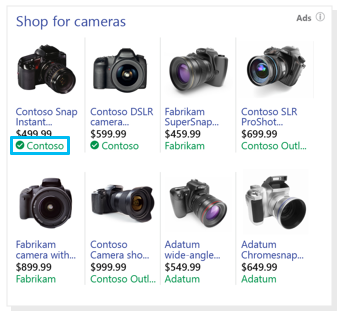 Shop for cameras
Ads ⓘ
Contoso Snap
Instant...
$499.99
Contoso
Contoso DSLR
camera...
$599.99
Contoso
Fabrikam
SuperSnap...
$459.99
Fabrikam
Contoso SLR
ProShot...
$699.99
Contoso Outl...
Fabrikam
camera with...
$899.99
Fabrikam
Contoso
Camera sho...
$999.99
Contoso Outl...
Adatum
wide-angle...
$549.99
Adatum
Adatum
Chromesnap...
$649.99
Adatum